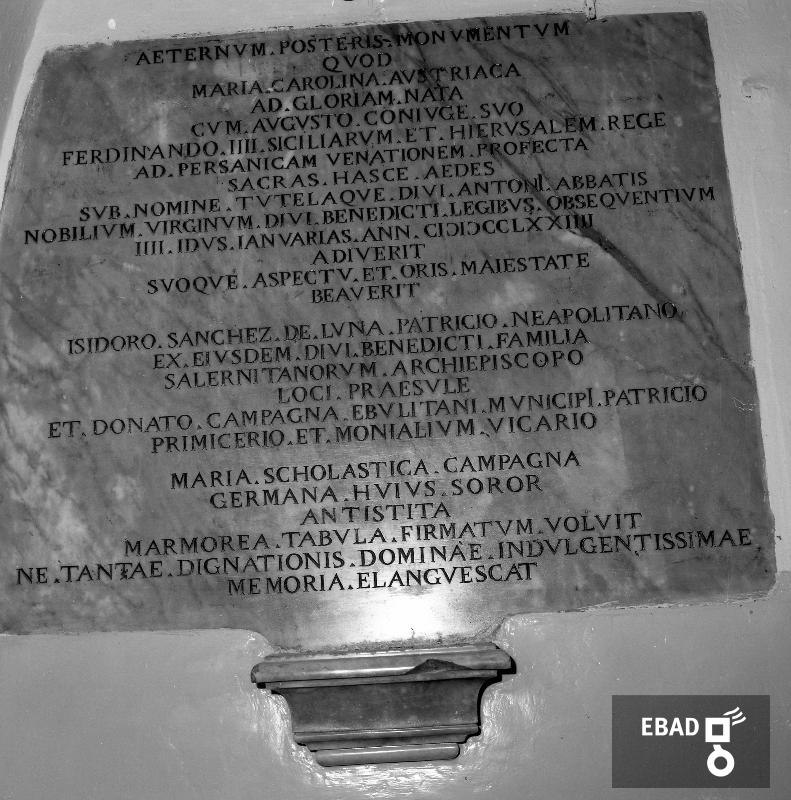 AETERNVM.POSTERIS.MONVMENTVM
QVOD
MARIA.CAROLINA.AVSTRIACA
AD.GLORIAM.NATA
CVM.AVGVSTO.CONIVGE.SVO
FERDINANDO.IIII.SICILIARVM.ET.HIERVSALEM.REGE
AD.PERSANICAM VENATIONEM.PROFECTA
SACRAS.HASCE.AEDES
SVB.NOMINE.TVTELAQVE.DIVI.ANTONI.ABBATIS
NOBILIVM.VIRGINVM.DIVI.BENEDICTI.LEGIBVS.OBSEQVENTIVM
IIII.IDVS.IANVARIAS.ANN.CIƆIƆCCLXXIIII
ADIVERIT
SVOQVE.ASPECTV.ET.ORIS.MAIESTATE
BEAVERIT
ISIDORO.SANCHEZ.DE.LVNA.PATRICIO.NEAPOLITANO
EX.EIVSDEM.DIVI.BENEDICTI.FAMILIA
SALERNITANORVM.ARCHIEPISCOPO
LOCI.PRAESVLE
ET.DONATO.CAMPAGNA.EBVLITANI.MVNICIPI.PATRICIO
PRIMICERIO.ET.MONIALIVM.VICARIO
MARIA.SCHOLASTICA.CAMPAGNA
GERMANA.HVIVS.SOROR
ANTISTITA
MARMOREA.TABVLA.FIRMATVM.VOLVIT
NE.TANTAE.DIGNATIONIS.DOMINAE.INDVLGENTISSIMAE
MEMORIA.ELANGVESCAT
EBAD